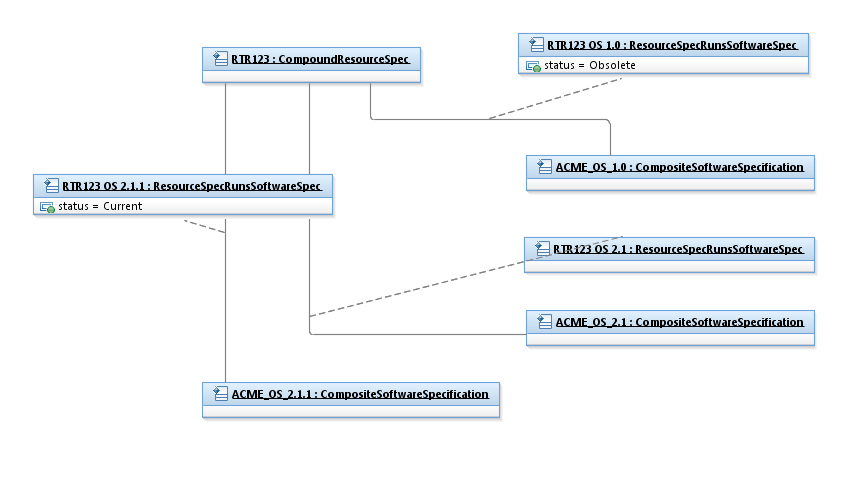 RTR123 : CompoundResourceSpec
RTR123 OS 1.0 : ResourceSpecRunsSoftwareSpec
status = Obsolete
ACME_OS_1.0 : CompositeSoftwareSpecification
RTR123 OS 2.1.1 : ResourceSpecRunsSoftwareSpec
status = Current
RTR123 OS 2.1 : ResourceSpecRunsSoftwareSpec
ACME_OS_2.1 : CompositeSoftwareSpecification
ACME_OS_2.1.1 : CompositeSoftwareSpecification